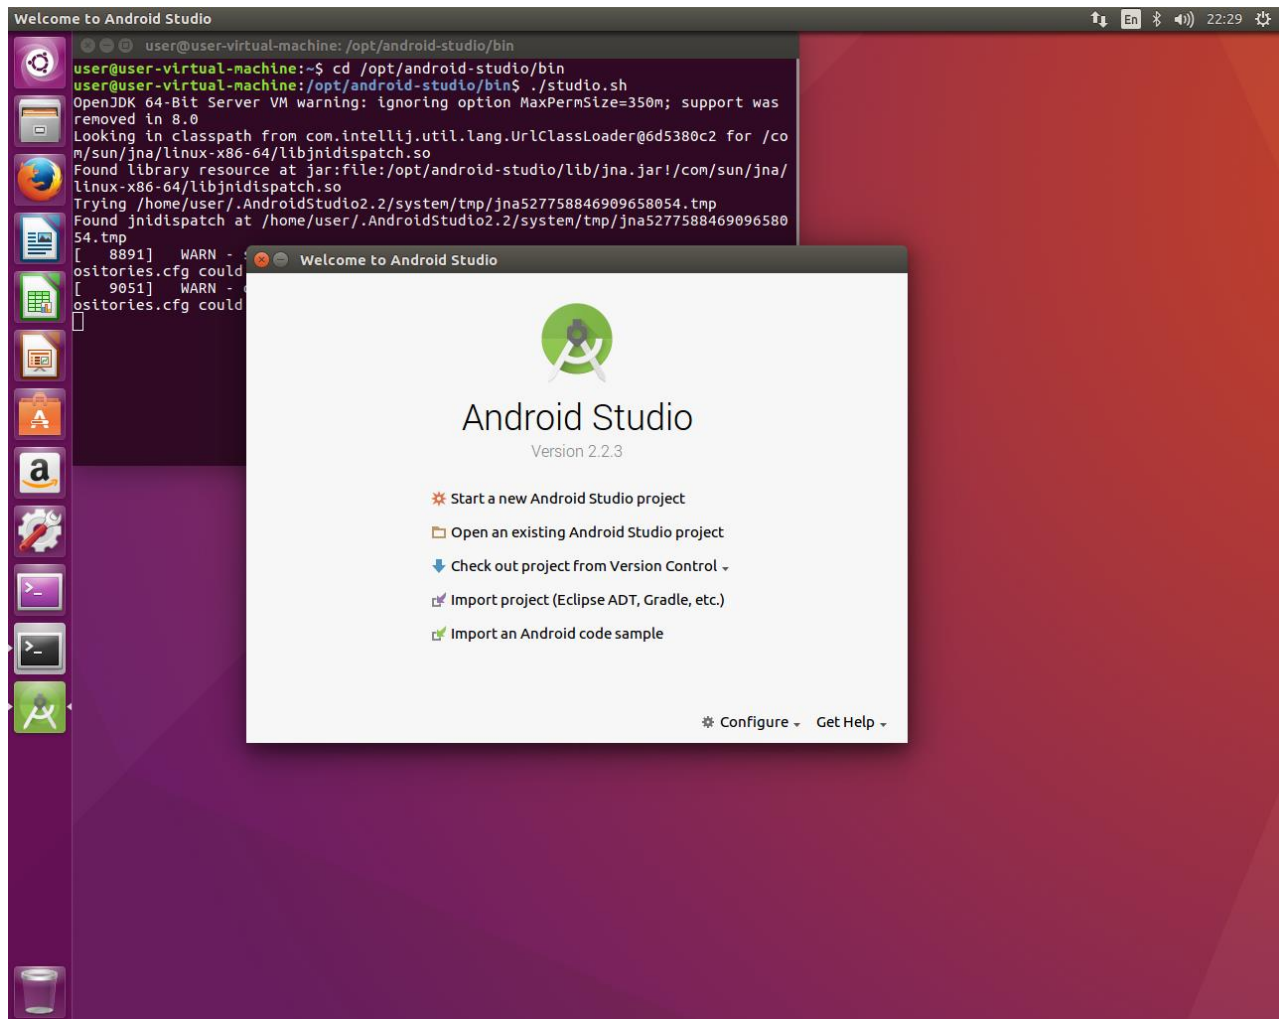 Welcome to Android Studio
En
22:29
user@user-virtual-machine: /opt/android-studio/bin
user@user-virtual-machine:~$ cd /opt/android-studio/bin
user@user-virtual-machine:/opt/android-studio/bin$ ./studio.sh
OpenJDK 64-Bit Server VM warning: ignoring option MaxPermSize=350m; support was
removed in 8.0
Looking in classpath from com.intellij.util.lang.UrlClassLoader@6d5380c2 for /co
m/sun/jna/linux-x86-64/libjnidispatch.so
Found library resource at jar:file:/opt/android-studio/lib/jna.jar!/com/sun/jna/
linux-x86-64/libjnidispatch.so
Trying /home/user/.AndroidStudio2.2/system/tmp/jna527758846909658054.tmp
Found jnidispatch at /home/user/.AndroidStudio2.2/system/tmp/jna5277588469096580
54.tmp
[   8891]   WARN -
ositories.cfg could
[   9051]   WARN -
ositories.cfg could
Welcome to Android Studio
Android Studio
Version 2.2.3
Start a new Android Studio project
Open an existing Android Studio project
Check out project from Version Control
Import project (Eclipse ADT, Gradle, etc.)
Import an Android code sample
Configure
Get Help